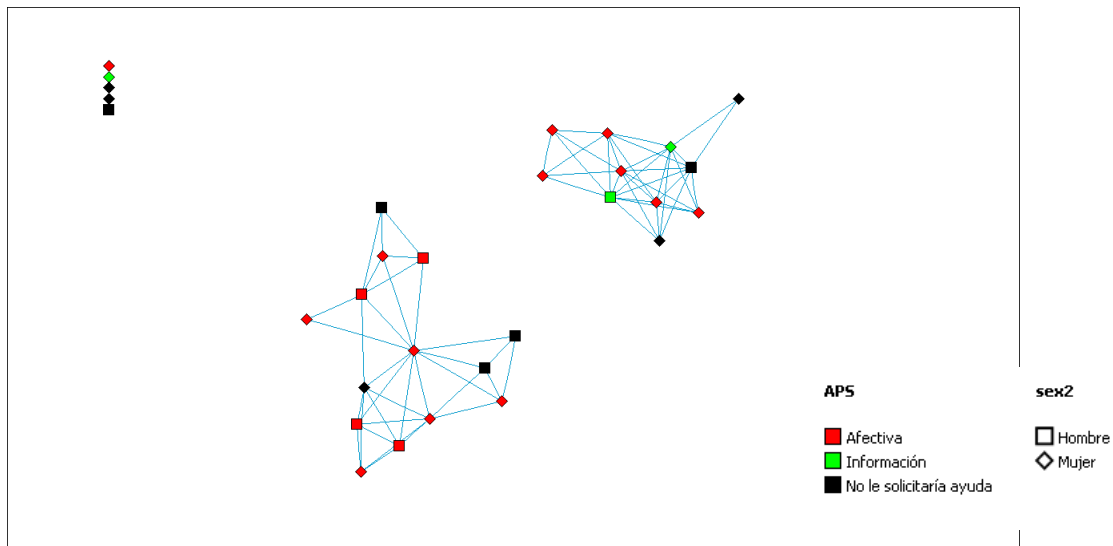 APS
Afectiva
Información
No le solicitaría ayuda
sex2
Hombre
Mujer